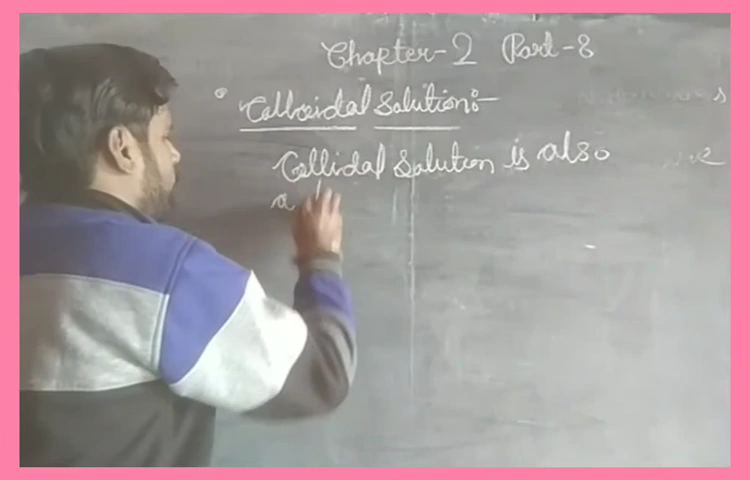 Chapter-2 Part-8
Colloidal Solution:-
Collidal Solution is also
a